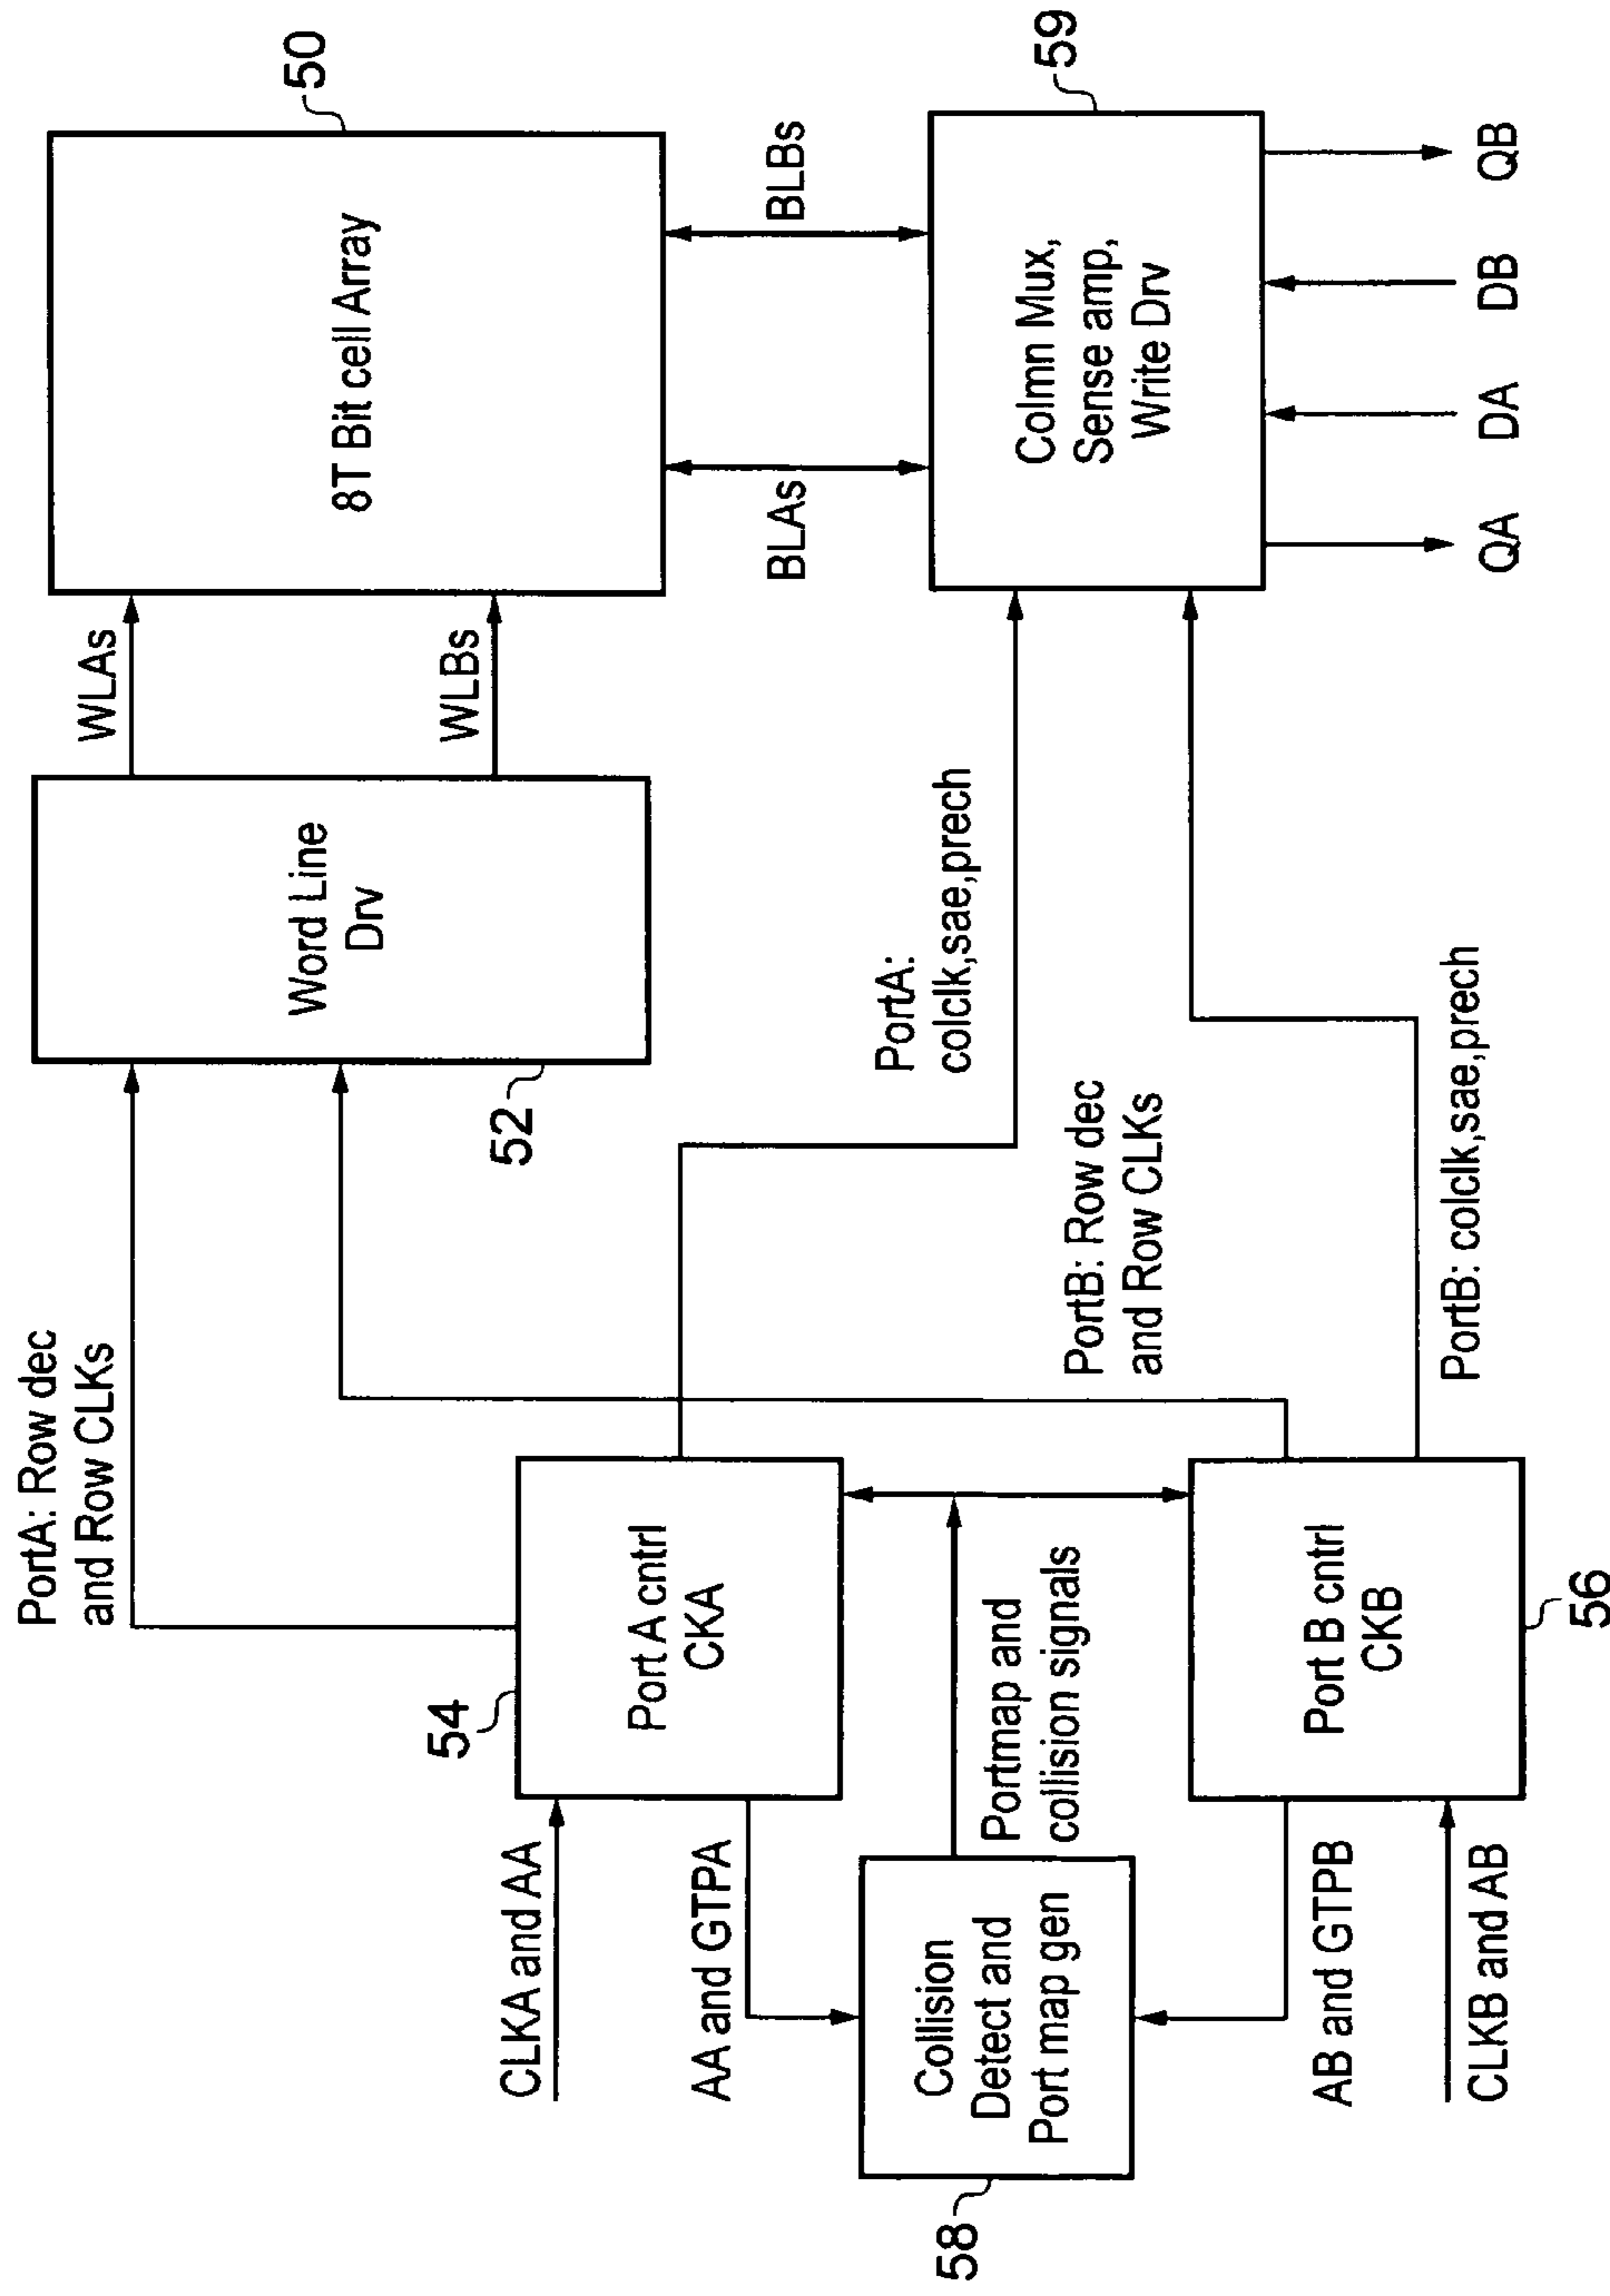 PortA: Row dec
and Row CLKs
Word Line
Drv
52
WLAs
WLBs
8T Bit cell Array
50
CLKA and AA
54
Port A cntrl
CKA
AA and GTPA
PortA:
colclk,sae,prech
BLAs
BLBs
Collision
Detect and
Port map gen
58
Portmap and
collision signals
PortB: Row dec
and Row CLKs
Colmn Mux,
Sense amp,
Write Drv
59
AB and GTPB
Port B cntrl
CKB
56
CLKB and AB
PortB: colclk,sae,prech
QA
DA
DB
QB